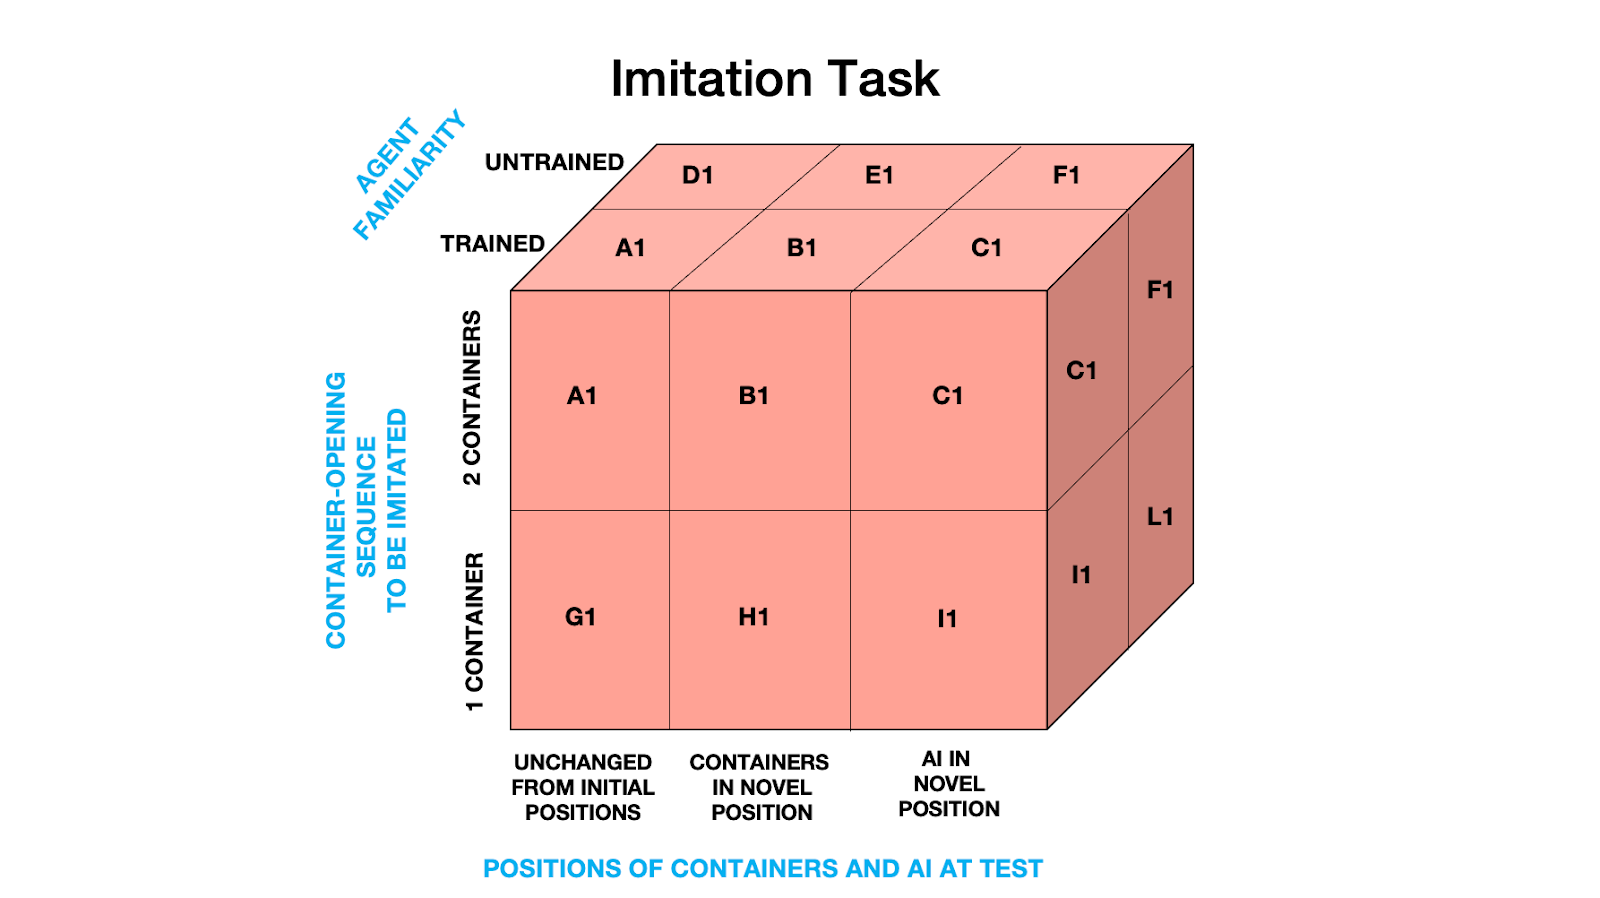 Imitation Task
AGENT
FAMILIARITY
UNTRAINED
TRAINED
D1
E1
F1
A1
B1
C1
CONTAINER-OPENING
SEQUENCE
TO BE IMITATED
2 CONTAINERS
1 CONTAINER
A1
B1
C1
C1
F1
G1
H1
I1
I1
L1
UNCHANGED
FROM INITIAL
POSITIONS
CONTAINERS
IN NOVEL
POSITION
AI IN
NOVEL
POSITION
POSITIONS OF CONTAINERS AND AI AT TEST